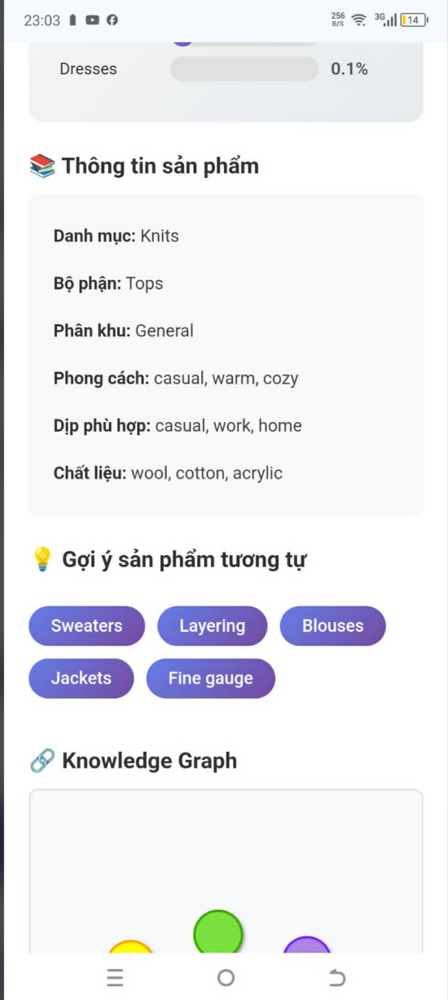 23:03
256
B/S
3G
14
Dresses 0.1%
Thông tin sản phẩm
Danh mục: Knits
Bộ phận: Tops
Phân khu: General
Phong cách: casual, warm, cozy
Dịp phù hợp: casual, work, home
Chất liệu: wool, cotton, acrylic
Gợi ý sản phẩm tương tự
Sweaters Layering Blouses
Jackets Fine gauge
Knowledge Graph